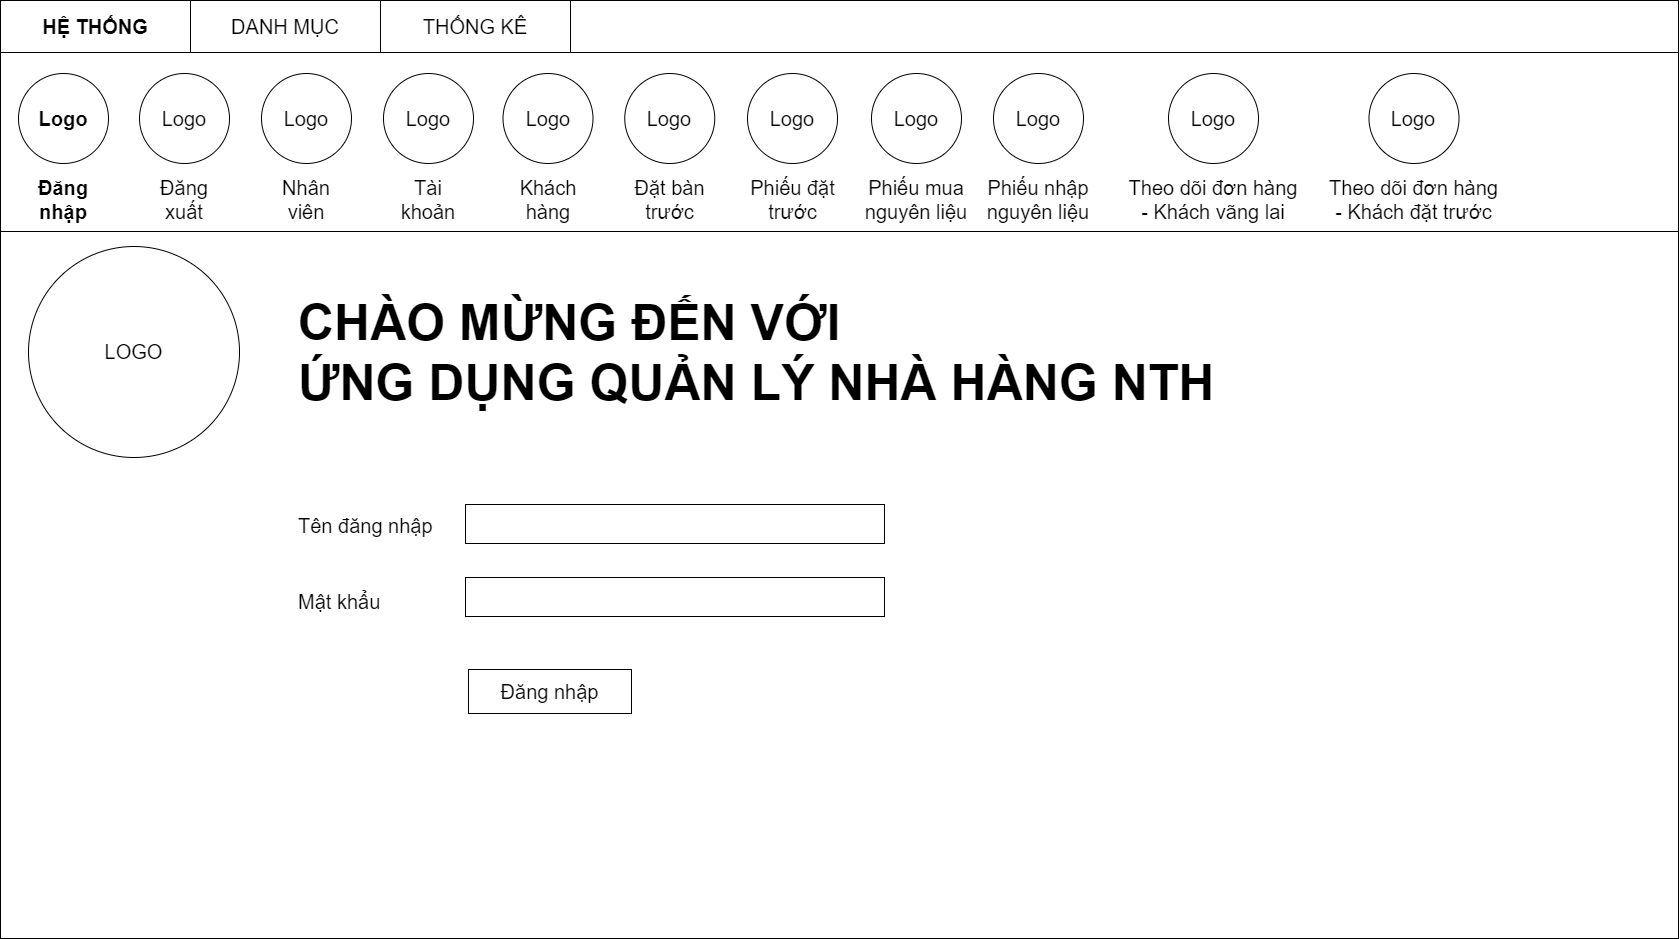 HỆ THỐNG DANH MỤC THỐNG KÊ
Logo Logo Logo Logo Logo Logo Logo Logo Logo Logo Logo
Đăng nhập
Đăng xuất
Nhân viên
Tài khoản
Khách hàng
Đặt bàn trước
Phiếu đặt trước
Phiếu mua nguyên liệu
Phiếu nhập nguyên liệu
Theo dõi đơn hàng
- Khách vãng lai
Theo dõi đơn hàng
- Khách đặt trước
LOGO
CHÀO MỪNG ĐẾN VỚI
ỨNG DỤNG QUẢN LÝ NHÀ HÀNG NTH
Tên đăng nhập
Mật khẩu
Đăng nhập